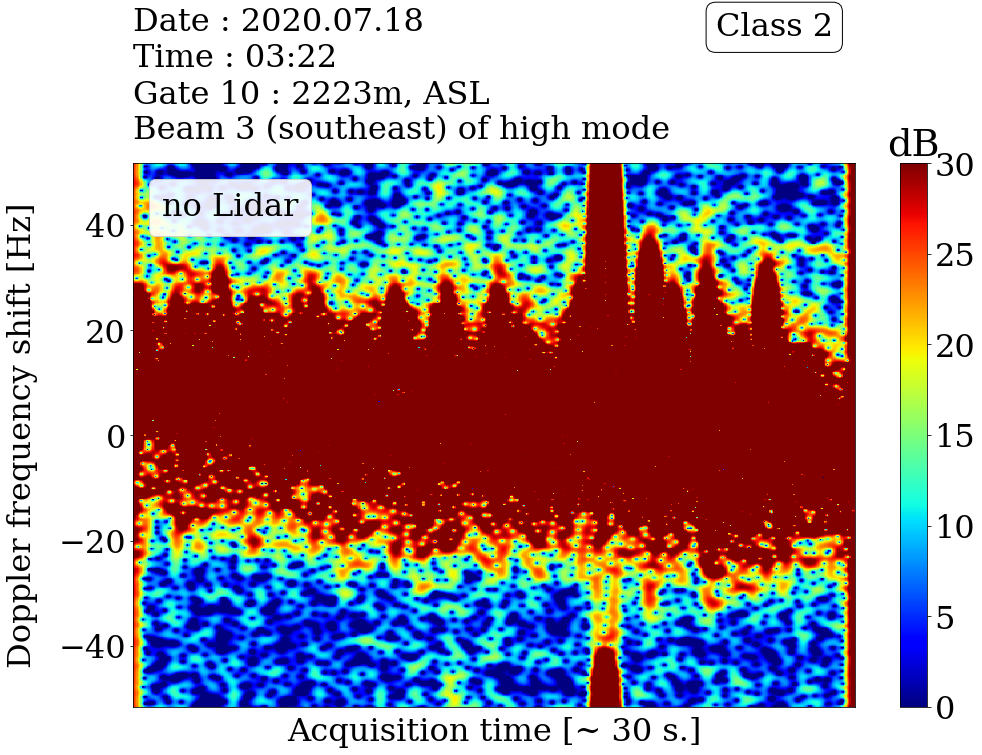 Date : 2020.07.18
Time : 03:22
Gate 10 : 2223m, ASL
Beam 3 (southeast) of high mode
Class 2
dB
no Lidar
Doppler frequency shift [Hz]
40
20
0
−20
−40
30
25
20
15
10
5
0
Acquisition time [~ 30 s.]